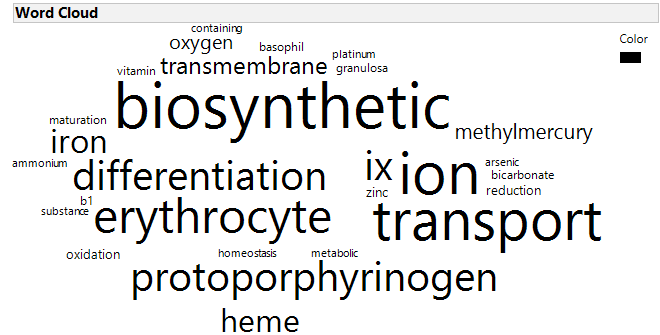 Word Cloud
containing
Color
oxygen
basophil
platinum
vitamin
transmembrane
granulosa
biosynthetic
maturation
methylmercury
iron
ammonium
differentiation
ix
ion
arsenic
bicarbonate
zinc
reduction
b1
substance
erythrocyte
transport
oxidation
homeostasis
metabolic
protoporphyrinogen
heme